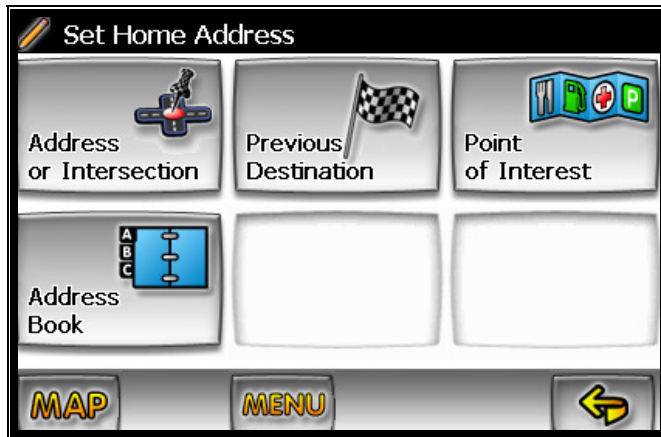 Set Home Address
Address
or Intersection
Previous
Destination
Point
of Interest
P
A
B
C
Address
Book
MAP
MENU